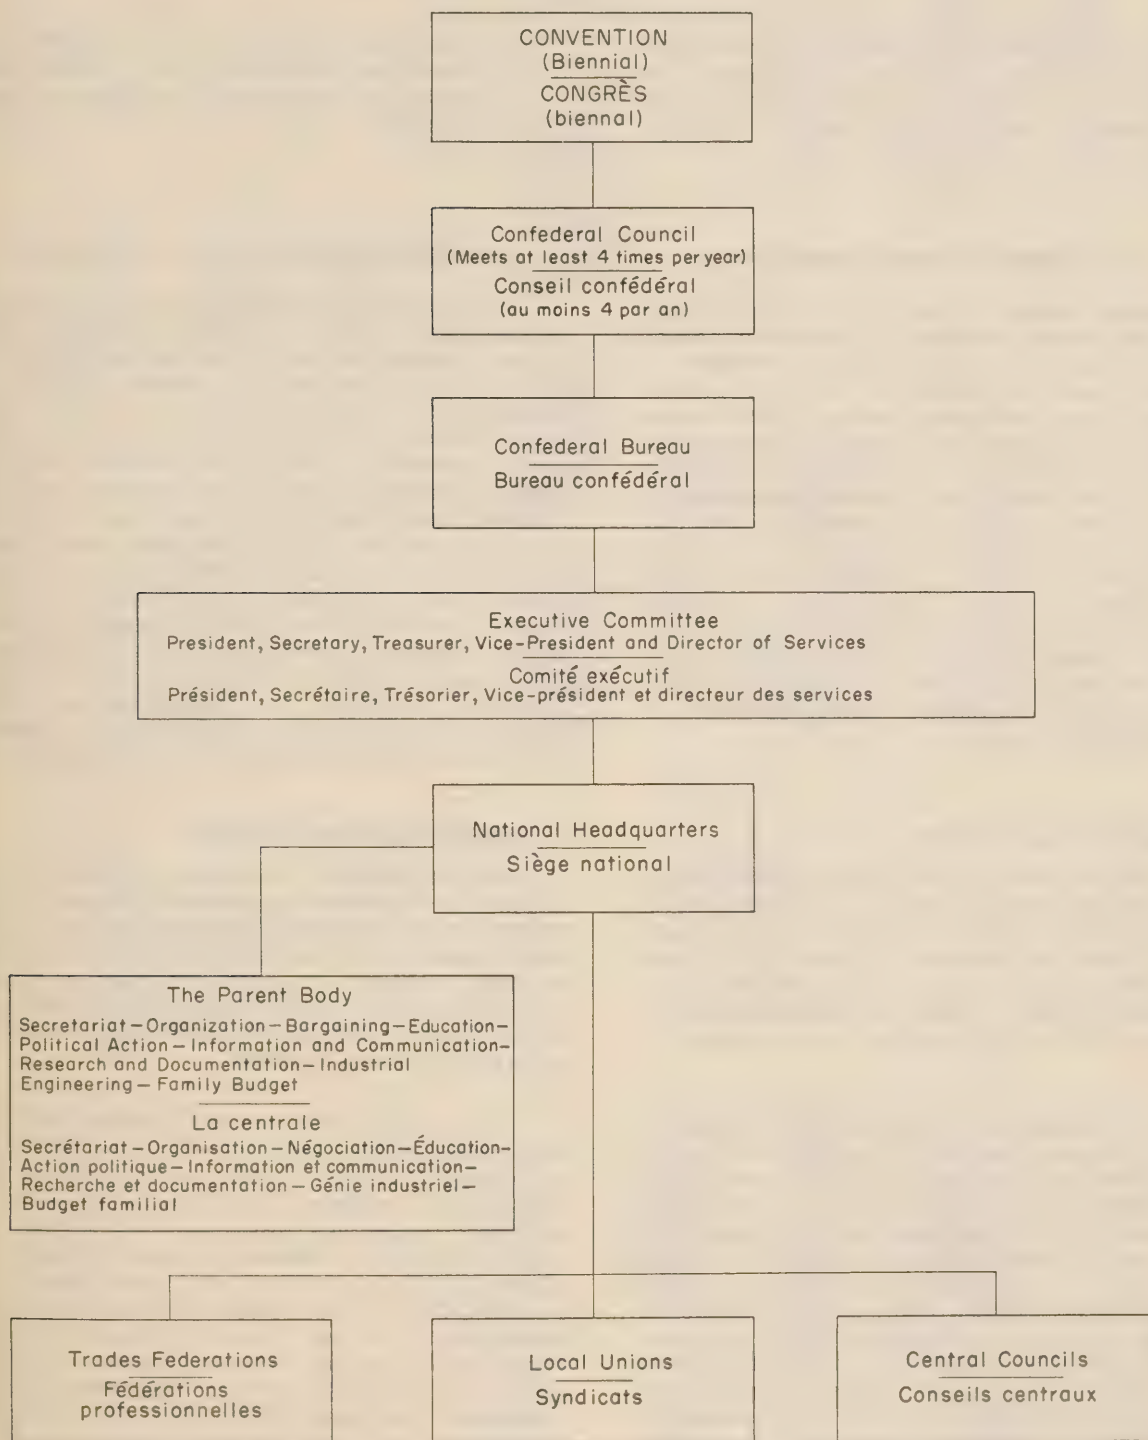 CONVENTION
(Biennial)
CONGRÈS
(biennal)
Confederal Council
(Meets at least 4 times per year)
Conseil confédéral
(au moins 4 par an)
Confederal Bureau
Bureau confédéral
Executive Committee
President, Secretary, Treasurer, Vice-President and Director of Services
Comité exécutif
Président, Secrétaire, Trésorier, Vice-président et directeur des services
National Headquarters
Siège national
The Parent Body
Secretariat—Organization—Bargaining—Education—
Political Action—Information and Communication—
Research and Documentation—Industrial
Engineering—Family Budget
La centrale
Secrétariat—Organisation—Négociation—Éducation—
Action politique—Information et communication—
Recherche et documentation—Génie industriel—
Budget familial
Trades Federations
Fédérations
professionnelles
Local Unions
Syndicats
Central Councils
Conseils centraux